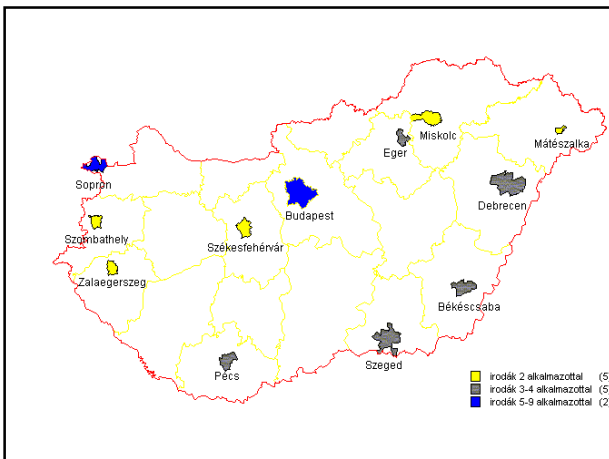 Miskolc
Eger
Mátészalka
Sopron
Debrecen
Budapest
Szombathely
Székesfehérvár
Zalaegerszeg
Békéscsaba
Szeged
Pécs
irodák 2 alkalmazottal (5)
irodák 3-4 alkalmazottal (5)
irodák 5-9 alkalmazottal (2)